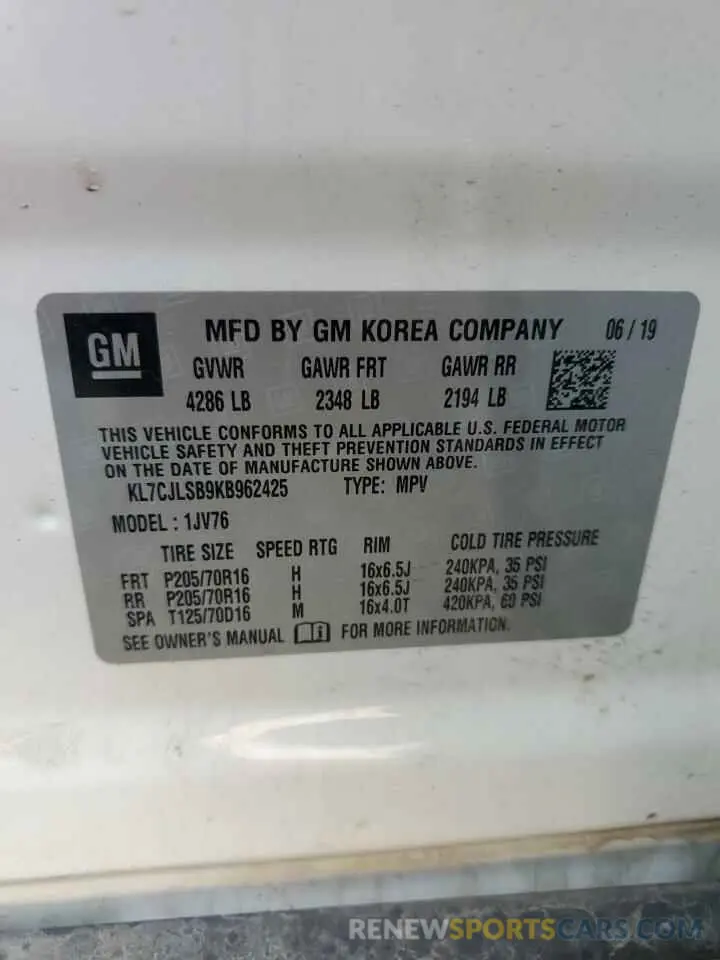 GM MFD BY GM KOREA COMPANY 06 / 19
GVWR GAWR FRT GAWR RR
4286 LB 2348 LB 2194 LB
THIS VEHICLE CONFORMS TO ALL APPLICABLE U.S. FEDERAL MOTOR
VEHICLE SAFETY AND THEFT PREVENTION STANDARDS IN EFFECT
ON THE DATE OF MANUFACTURE SHOWN ABOVE.
KL7CJLSB9KB962425 TYPE: MPV
MODEL : 1JV76
TIRE SIZE SPEED RTG RIM COLD TIRE PRESSURE
FRT P205/70R16 H 16x6.5J 240KPA, 35 PSI
RR P205/70R16 H 16x6.5J 240KPA, 35 PSI
SPA T125/70D16 M 16x4.0T 420KPA, 60 PSI
SEE OWNER'S MANUAL FOR MORE INFORMATION.
RENEWSPORTSCARS.COM